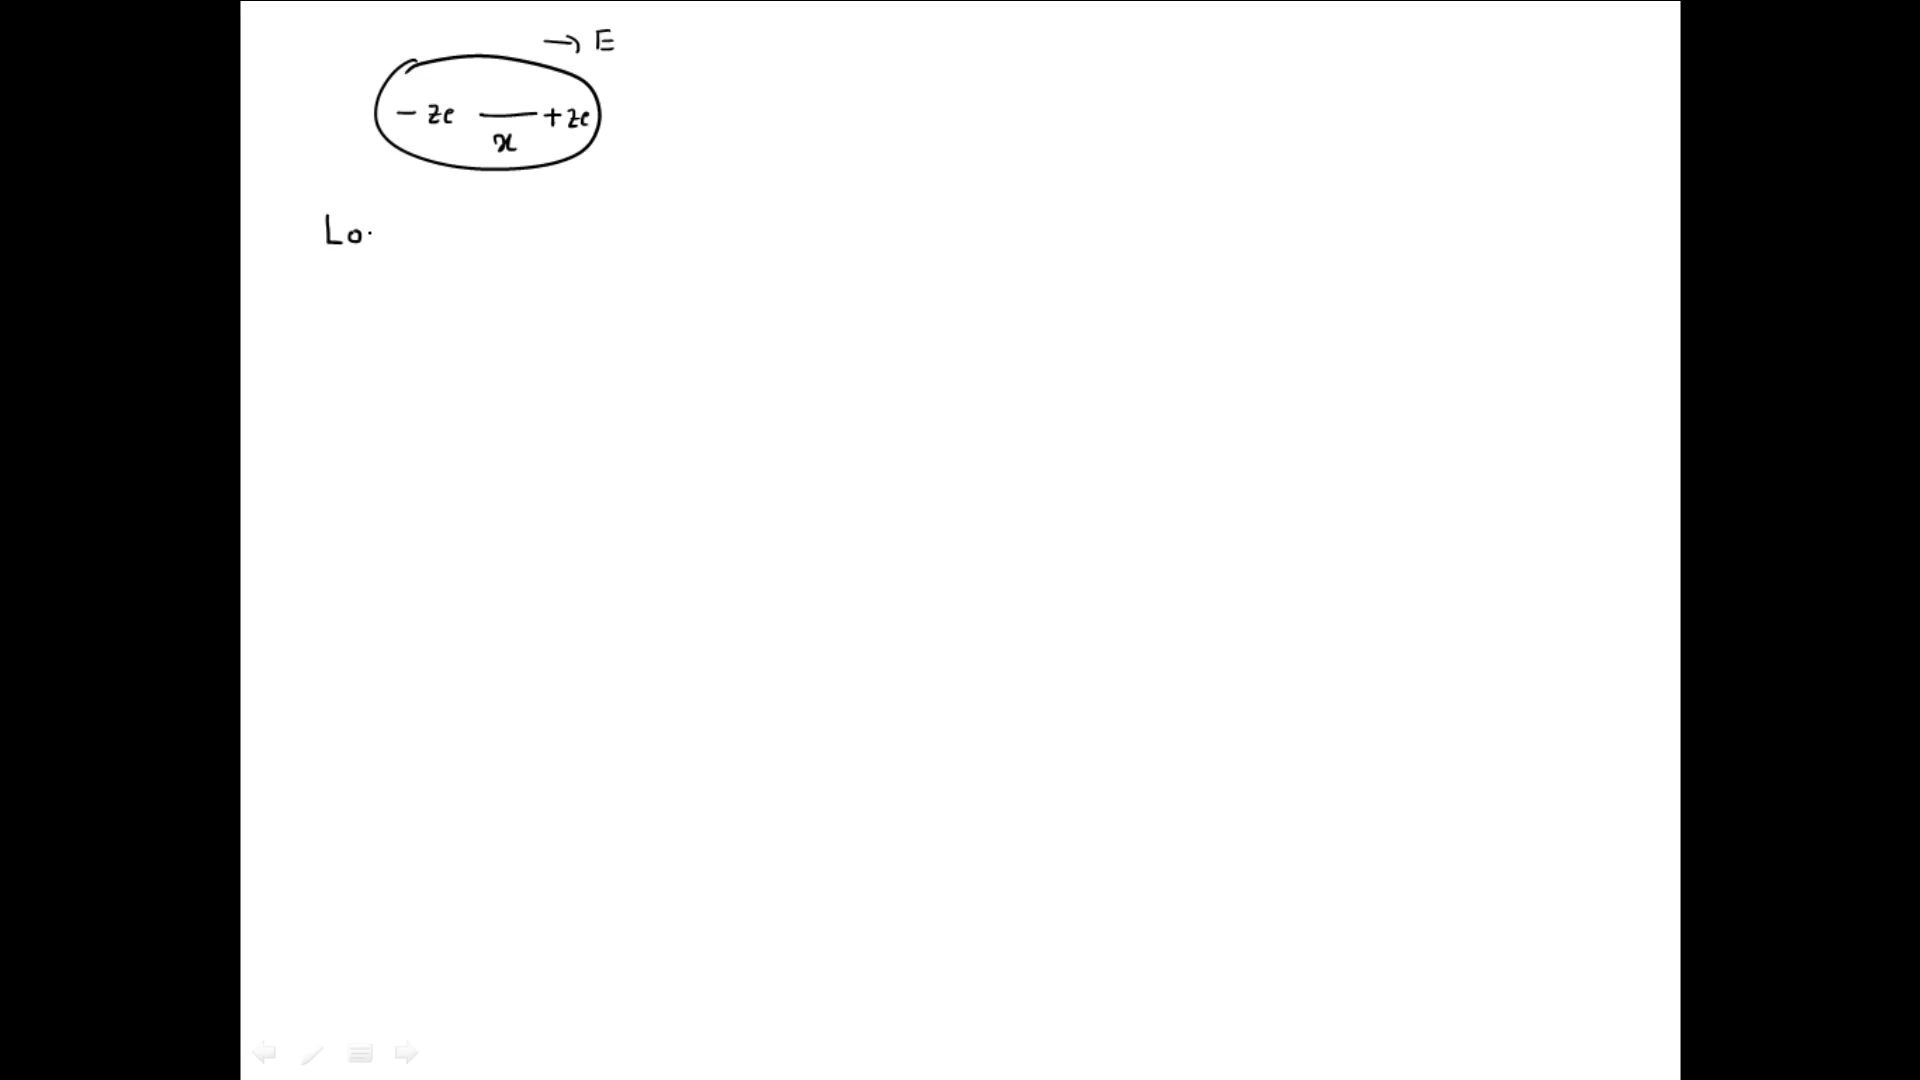 → E
- ze —— + ze
x
Lo